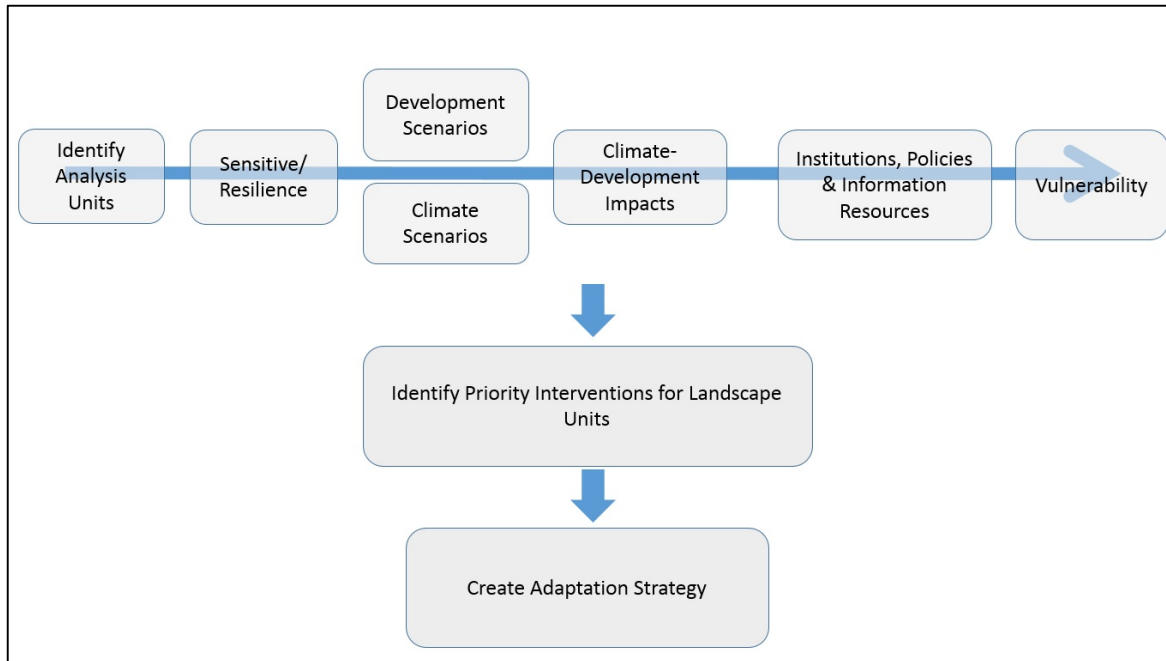 Identify
Analysis
Units
Sensitive/
Resilience
Development
Scenarios
Climate
Scenarios
Climate-
Development
Impacts
Institutions, Policies
& Information
Resources
Vulnerability
Identify Priority Interventions for Landscape
Units
Create Adaptation Strategy